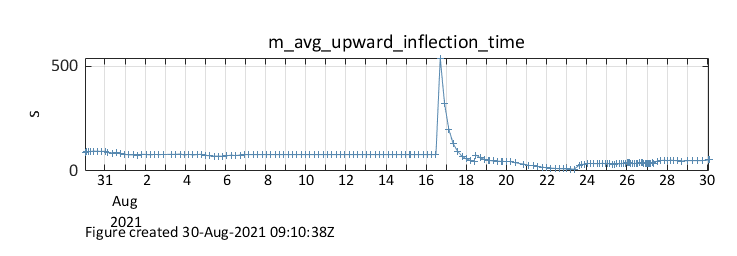 m_avg_upward_inflection_time
500
s
0
31 2 4 6 8 10 12 14 16 18 20 22 24 26 28 30
Aug
2021
Figure created 30-Aug-2021 09:10:38Z